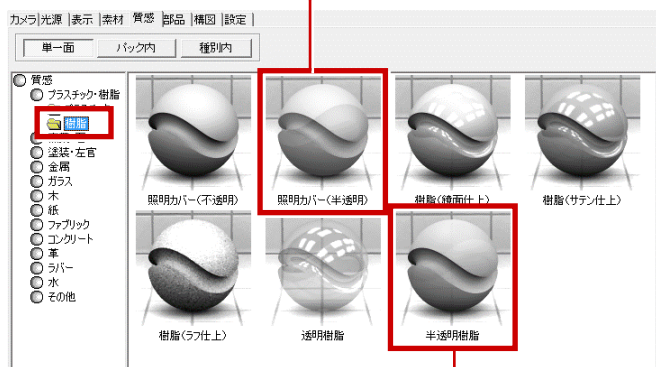 カメラ|光源 |表示 |素材 質感 部品 |構図 |設定 |
単一面 パック内 種別内
質感
プラスチック・樹脂
樹脂
塗装・左官
金属
ガラス
木
紙
ファブリック
コンクリート
革
ラバー
水
その他
照明カバー(不透明) 照明カバー(半透明) 樹脂(鏡面仕上) 樹脂(サテン仕上)
樹脂(ラフ仕上) 透明樹脂 半透明樹脂